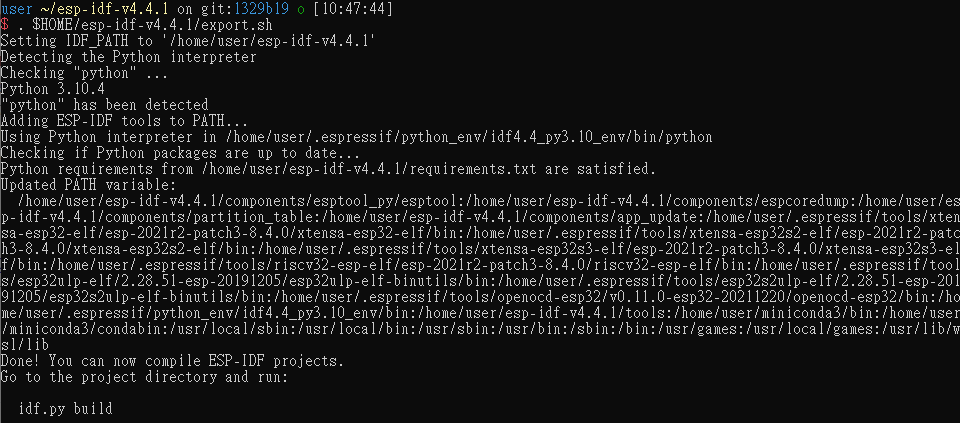 user ~/esp-idf-v4.4.1 on git:1329b19 o [10:47:44]
$ . $HOME/esp-idf-v4.4.1/export.sh
Setting IDF_PATH to '/home/user/esp-idf-v4.4.1'
Detecting the Python interpreter
Checking "python" ...
Python 3.10.4
"python" has been detected
Adding ESP-IDF tools to PATH...
Using Python interpreter in /home/user/.espressif/python_env/idf4.4_py3.10_env/bin/python
Checking if Python packages are up to date...
Python requirements from /home/user/esp-idf-v4.4.1/requirements.txt are satisfied.
Updated PATH variable:
  /home/user/esp-idf-v4.4.1/components/esptool_py/esptool:/home/user/esp-idf-v4.4.1/components/espcoredump:/home/user/es
p-idf-v4.4.1/components/partition_table:/home/user/esp-idf-v4.4.1/components/app_update:/home/user/.espressif/tools/xten
sa-esp32-elf/esp-2021r2-patch3-8.4.0/xtensa-esp32-elf/bin:/home/user/.espressif/tools/xtensa-esp32s2-elf/esp-2021r2-patc
h3-8.4.0/xtensa-esp32s2-elf/bin:/home/user/.espressif/tools/xtensa-esp32s3-elf/esp-2021r2-patch3-8.4.0/xtensa-esp32s3-el
f/bin:/home/user/.espressif/tools/riscv32-esp-elf/esp-2021r2-patch3-8.4.0/riscv32-esp-elf/bin:/home/user/.espressif/tool
s/esp32ulp-elf/2.28.51-esp-20191205/esp32ulp-elf-binutils/bin:/home/user/.espressif/tools/esp32s2ulp-elf/2.28.51-esp-201
91205/esp32s2ulp-elf-binutils/bin:/home/user/.espressif/tools/openocd-esp32/v0.11.0-esp32-20211220/openocd-esp32/bin:/ho
me/user/.espressif/python_env/idf4.4_py3.10_env/bin:/home/user/esp-idf-v4.4.1/tools:/home/user/miniconda3/bin:/home/user
/miniconda3/condabin:/usr/local/sbin:/usr/local/bin:/usr/sbin:/usr/bin:/sbin:/bin:/usr/games:/usr/local/games:/usr/lib/w
sl/lib
Done! You can now compile ESP-IDF projects.
Go to the project directory and run:

  idf.py build